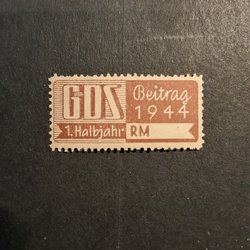 GDS Beitrag
1944
1. Halbjahr RM